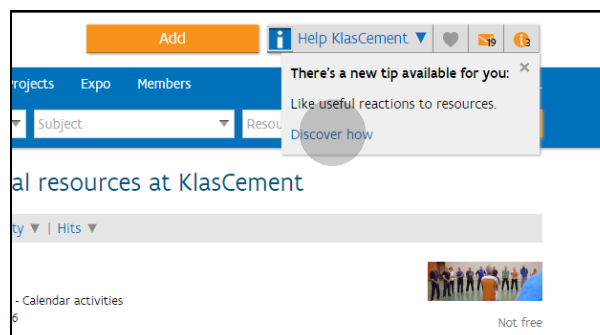 Add
i Help KlasCement ▼
19
3
There's a new tip available for you: ×
Like useful reactions to resources.
Discover how
rojects Expo Members
Subject
Resou
al resources at KlasCement
ty ▼ | Hits ▼
- Calendar activities
6
Not free